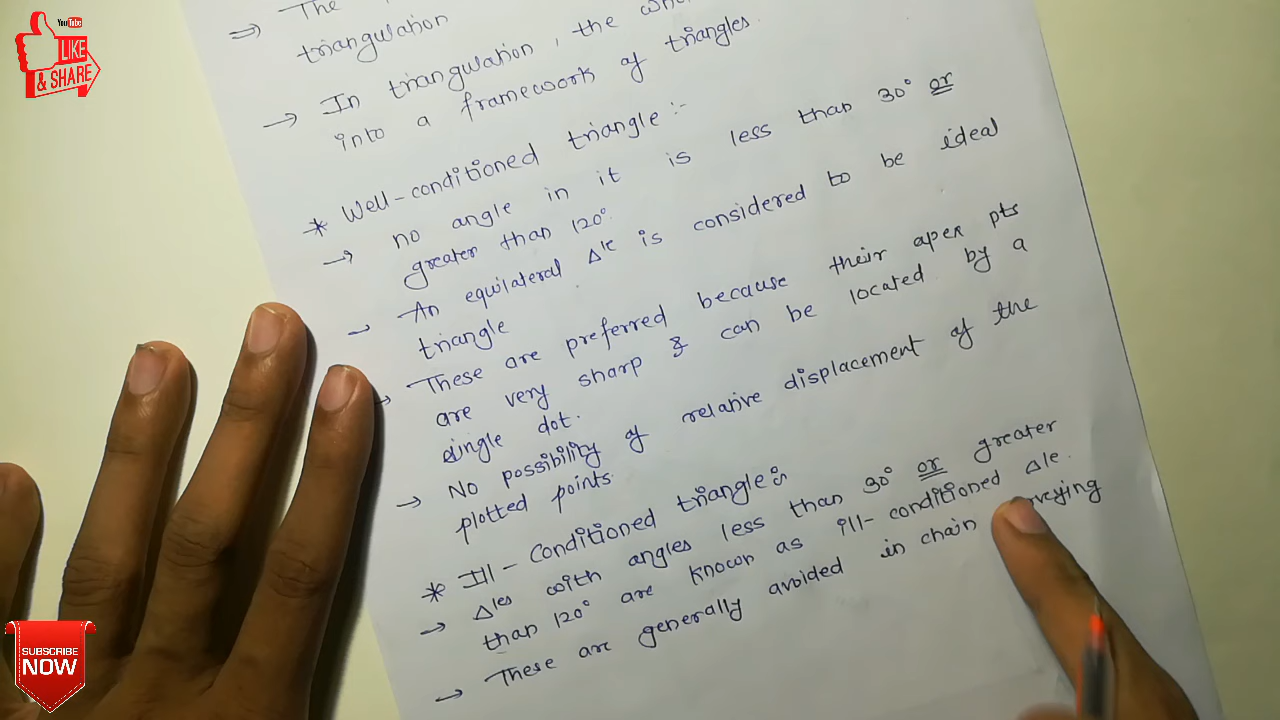 YouTube
LIKE
& SHARE
⇒ The
triangulation
→ In triangulation, the
into a framework of triangles
* Well-conditioned triangle :-
→ no angle in it is less than 30° or
greater than 120°.
→ An equilateral Δle is considered to be ideal
triangle
→ These are preferred because their apex pts
are very sharp & can be located by a
single dot.
→ No possibility of relative displacement of the
plotted points
* Ill-Conditioned triangle :-
→ Δles with angles less than 30° or greater
than 120° are known as ill-conditioned Δle.
→ These are generally avoided in chain
SUBSCRIBE
NOW